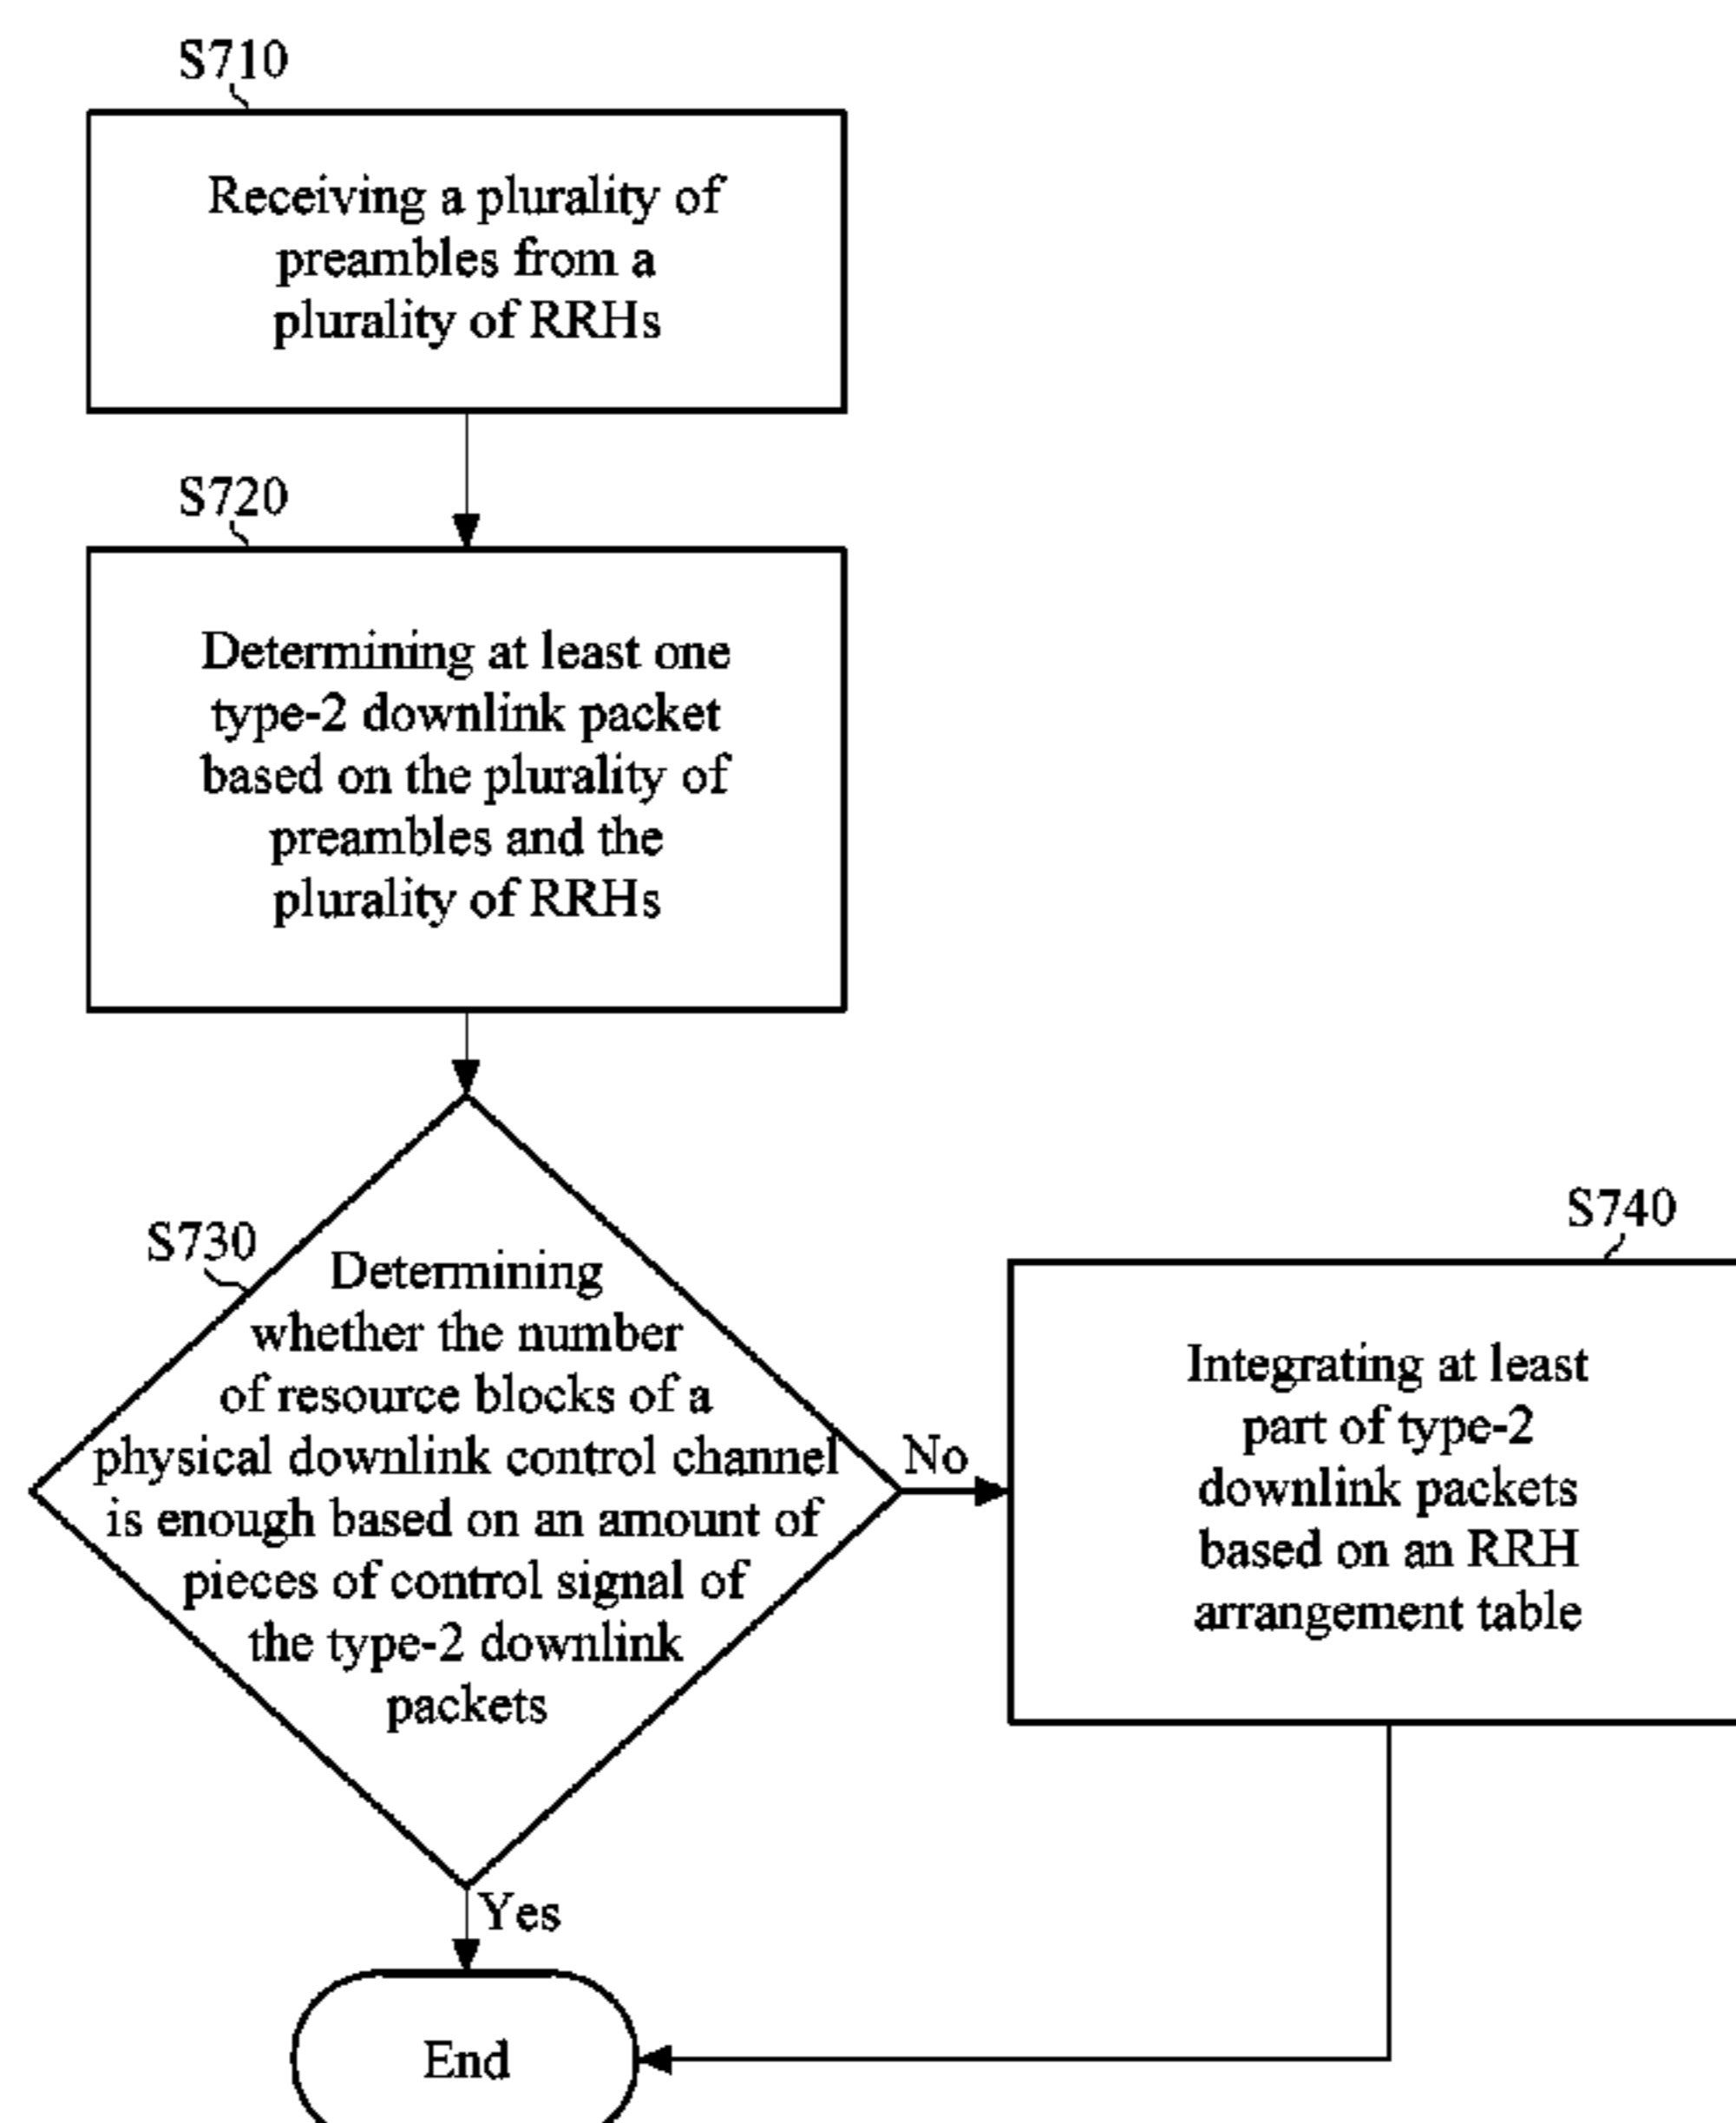 S710
Receiving a plurality of
preambles from a
plurality of RRHs
S720
Determining at least one
type-2 downlink packet
based on the plurality of
preambles and the
plurality of RRHs
S730
Determining
whether the number
of resource blocks of a
physical downlink control channel
is enough based on an amount of
pieces of control signal of
the type-2 downlink
packets
No
S740
Integrating at least
part of type-2
downlink packets
based on an RRH
arrangement table
Yes
End